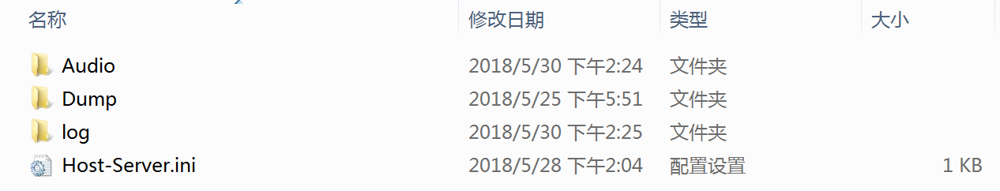 名称 修改日期 类型 大小
Audio 2018/5/30 下午2:24 文件夹
Dump 2018/5/25 下午5:51 文件夹
log 2018/5/30 下午2:25 文件夹
Host-Server.ini 2018/5/28 下午2:04 配置设置 1 KB